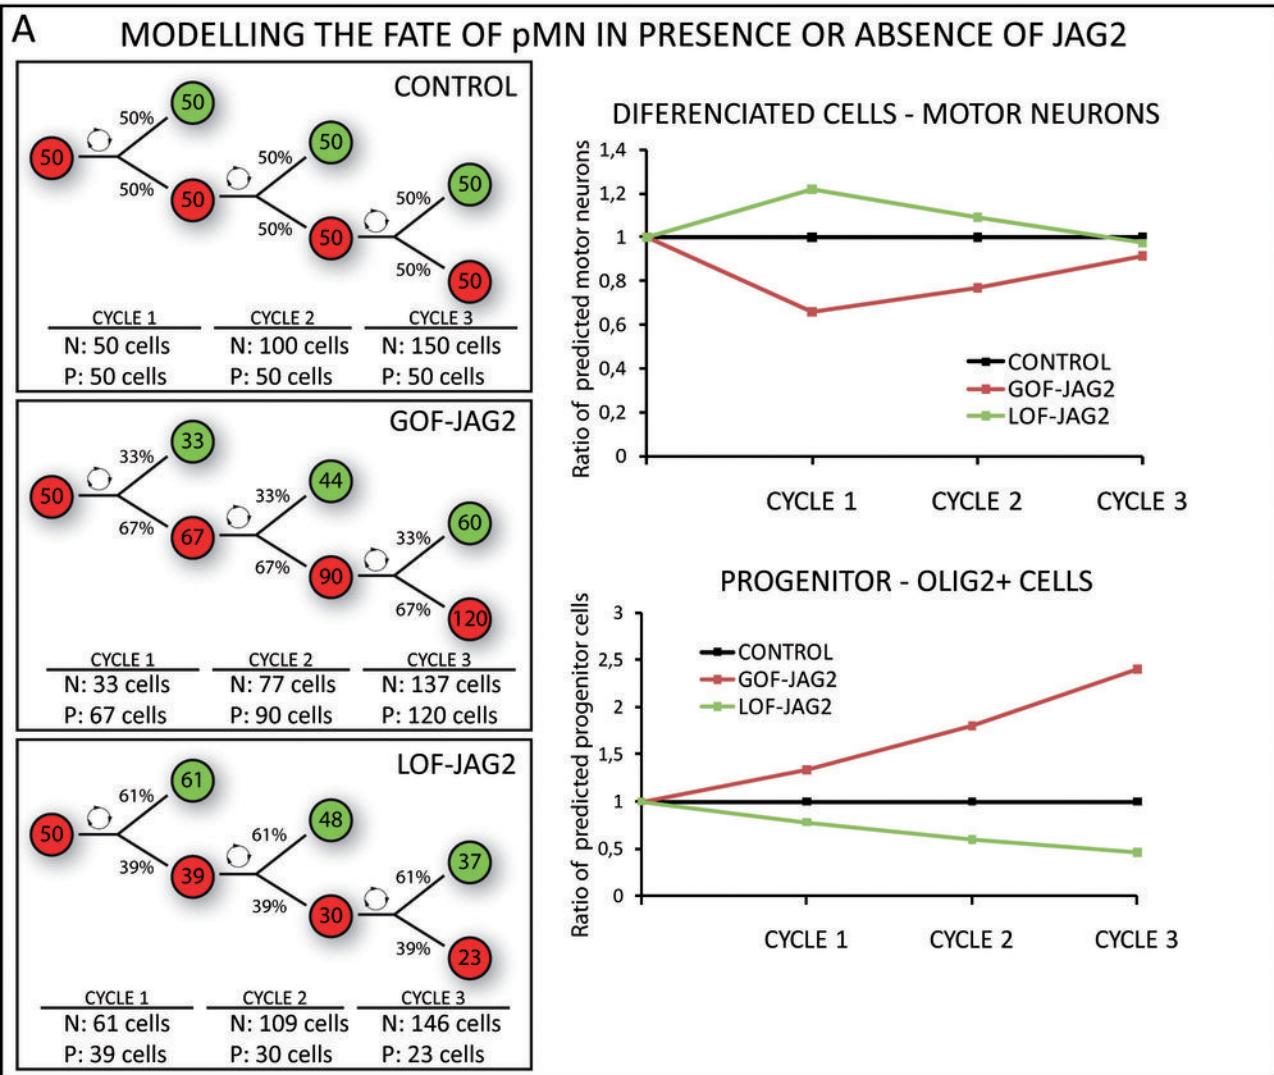 A
MODELLING THE FATE OF pMN IN PRESENCE OR ABSENCE OF JAG2
CONTROL
50
50%
50
50%
50
50%
50
50%
50
50%
50
50%
50
CYCLE 1 CYCLE 2 CYCLE 3
N: 50 cells N: 100 cells N: 150 cells
P: 50 cells P: 50 cells P: 50 cells
GOF-JAG2
50
33%
33
67%
67
33%
44
67%
90
33%
60
67%
120
CYCLE 1 CYCLE 2 CYCLE 3
N: 33 cells N: 77 cells N: 137 cells
P: 67 cells P: 90 cells P: 120 cells
LOF-JAG2
50
61%
61
39%
39
61%
48
39%
30
61%
37
39%
23
CYCLE 1 CYCLE 2 CYCLE 3
N: 61 cells N: 109 cells N: 146 cells
P: 39 cells P: 30 cells P: 23 cells
DIFERENCIATED CELLS - MOTOR NEURONS
Ratio of predicted motor neurons
1,4
1,2
1
0,8
0,6
0,4
0,2
0
CONTROL
GOF-JAG2
LOF-JAG2
CYCLE 1 CYCLE 2 CYCLE 3
PROGENITOR - OLIG2+ CELLS
Ratio of predicted progenitor cells
3
2,5
2
1,5
1
0,5
0
CONTROL
GOF-JAG2
LOF-JAG2
CYCLE 1 CYCLE 2 CYCLE 3